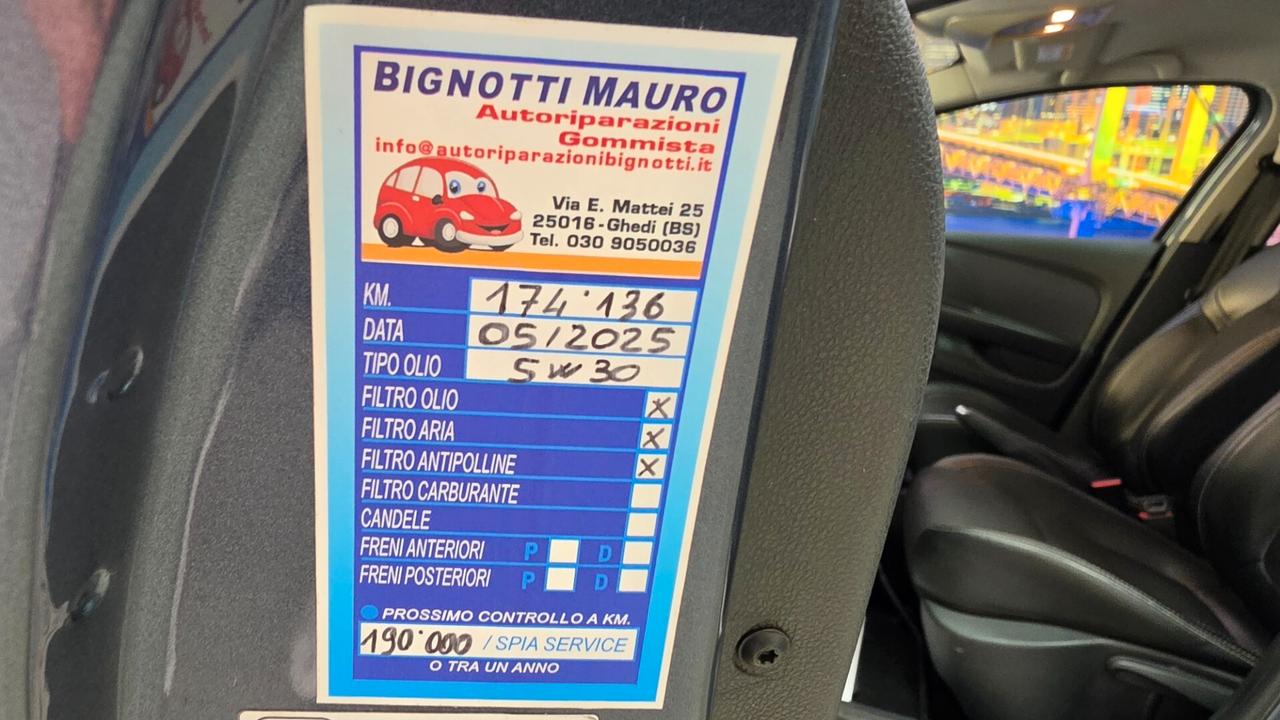 BIGNOTTI MAURO
Autoriparazioni
Gommista
info@autoriparazionibignotti.it
Via E. Mattei 25
25016-Ghedi (BS)
Tel. 030 9050036
KM. 174'136
DATA 05/2025
TIPO OLIO 5w30
FILTRO OLIO X
FILTRO ARIA X
FILTRO ANTIPOLLINE X
FILTRO CARBURANTE
CANDELE
FRENI ANTERIORI P D
FRENI POSTERIORI P D
PROSSIMO CONTROLLO A KM.
190'000 / SPIA SERVICE
O TRA UN ANNO